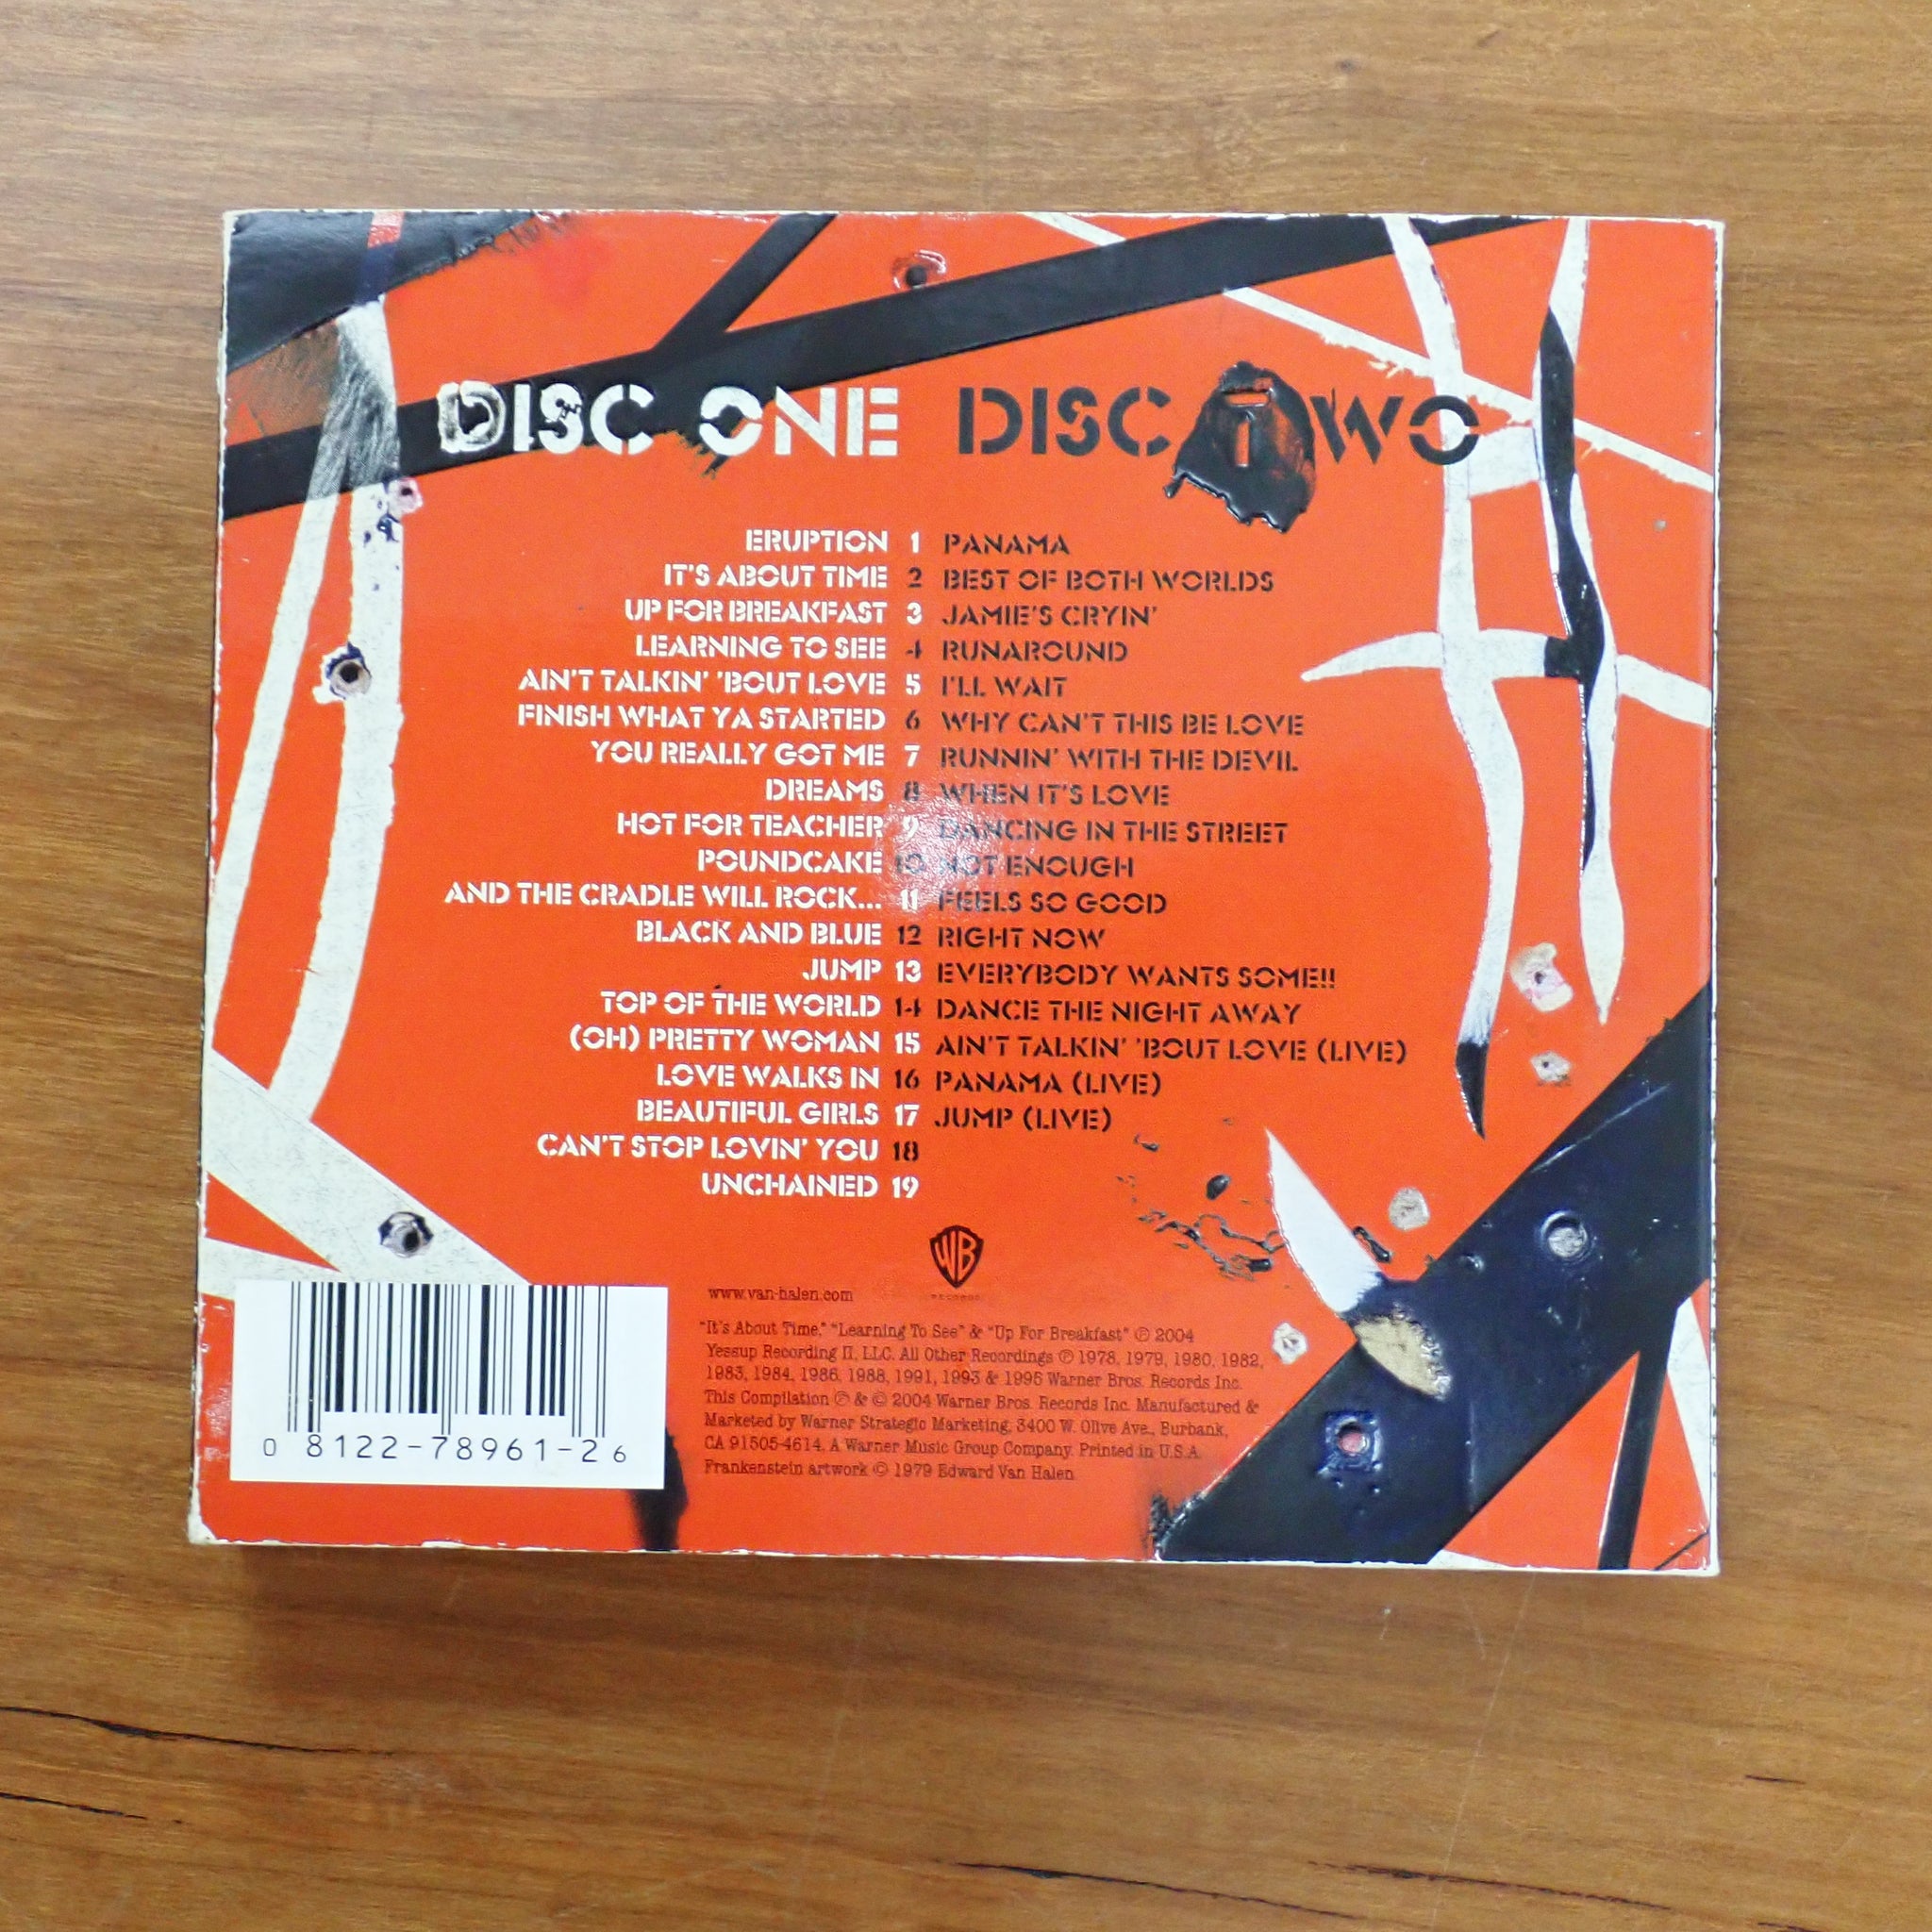 DISC ONE DISC TWO
ERUPTION 1 PANAMA
IT'S ABOUT TIME 2 BEST OF BOTH WORLDS
UP FOR BREAKFAST 3 JAMIE'S CRYIN'
LEARNING TO SEE 4 RUNAROUND
AIN'T TALKIN' 'BOUT LOVE 5 I'LL WAIT
FINISH WHAT YA STARTED 6 WHY CAN'T THIS BE LOVE
YOU REALLY GOT ME 7 RUNNIN' WITH THE DEVIL
DREAMS 8 WHEN IT'S LOVE
HOT FOR TEACHER 9 DANCING IN THE STREET
POUNDCAKE 10 NOT ENOUGH
AND THE CRADLE WILL ROCK... 11 FEELS SO GOOD
BLACK AND BLUE 12 RIGHT NOW
JUMP 13 EVERYBODY WANTS SOME!!
TOP OF THE WORLD 14 DANCE THE NIGHT AWAY
(OH) PRETTY WOMAN 15 AIN'T TALKIN' 'BOUT LOVE (LIVE)
LOVE WALKS IN 16 PANAMA (LIVE)
BEAUTIFUL GIRLS 17 JUMP (LIVE)
CAN'T STOP LOVIN' YOU 18
UNCHAINED 19
WB
RECORDS
www.van-halen.com
"It's About Time," "Learning To See" & "Up For Breakfast" ℗ 2004
Yessup Recording II, LLC. All Other Recordings ℗ 1978, 1979, 1980, 1982,
1983, 1984, 1986, 1988, 1991, 1993 & 1995 Warner Bros. Records Inc.
This Compilation ℗ & © 2004 Warner Bros. Records Inc. Manufactured &
Marketed by Warner Strategic Marketing, 3400 W. Olive Ave., Burbank,
CA 91505-4614. A Warner Music Group Company. Printed in U.S.A.
Frankenstein artwork © 1979 Edward Van Halen
0 8122-78961-2 6